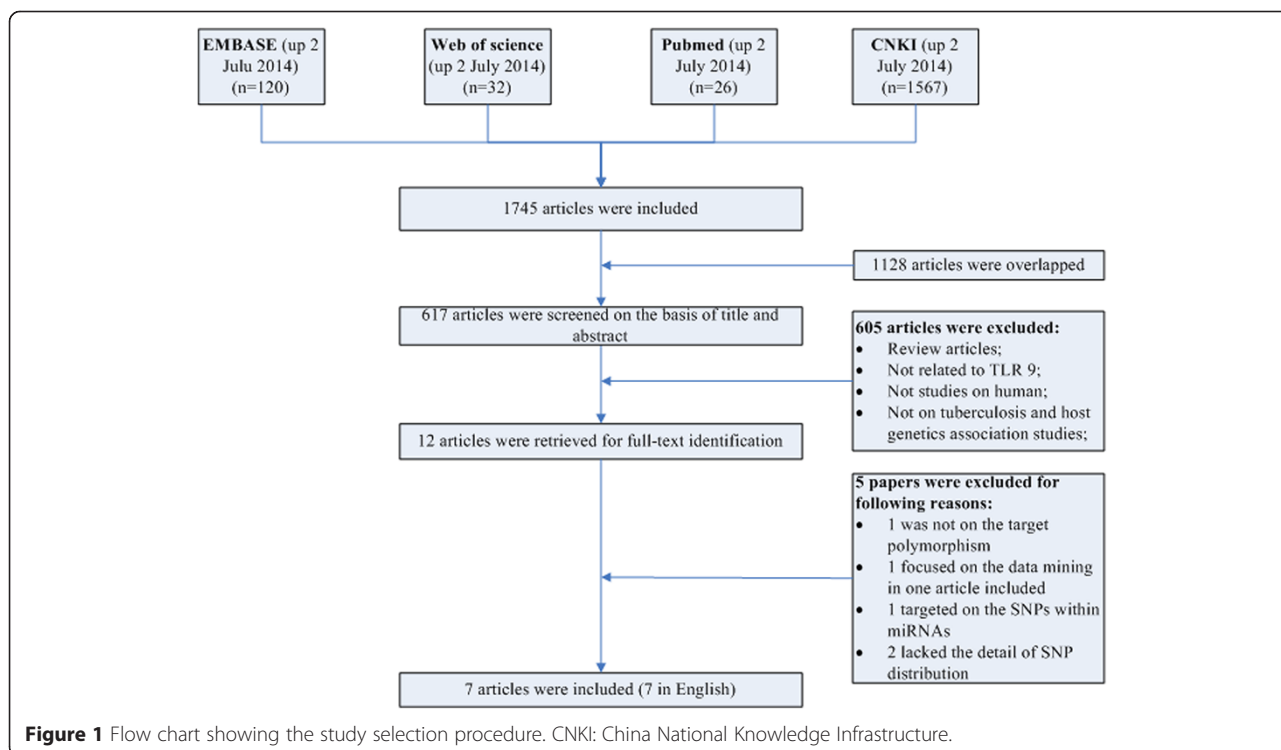 EMBASE (up 2
Julu 2014)
(n=120)
Web of science
(up 2 July 2014)
(n=32)
Pubmed (up 2
July 2014)
(n=26)
CNKI (up 2
July 2014)
(n=1567)
1745 articles were included
1128 articles were overlapped
617 articles were screened on the basis of title and
abstract
605 articles were excluded:
• Review articles;
• Not related to TLR 9;
• Not studies on human;
• Not on tuberculosis and host
genetics association studies;
12 articles were retrieved for full-text identification
5 papers were excluded for
following reasons:
• 1 was not on the target
polymorphism
• 1 focused on the data mining
in one article included
• 1 targeted on the SNPs within
miRNAs
• 2 lacked the detail of SNP
distribution
7 articles were included (7 in English)
Figure 1 Flow chart showing the study selection procedure. CNKI: China National Knowledge Infrastructure.